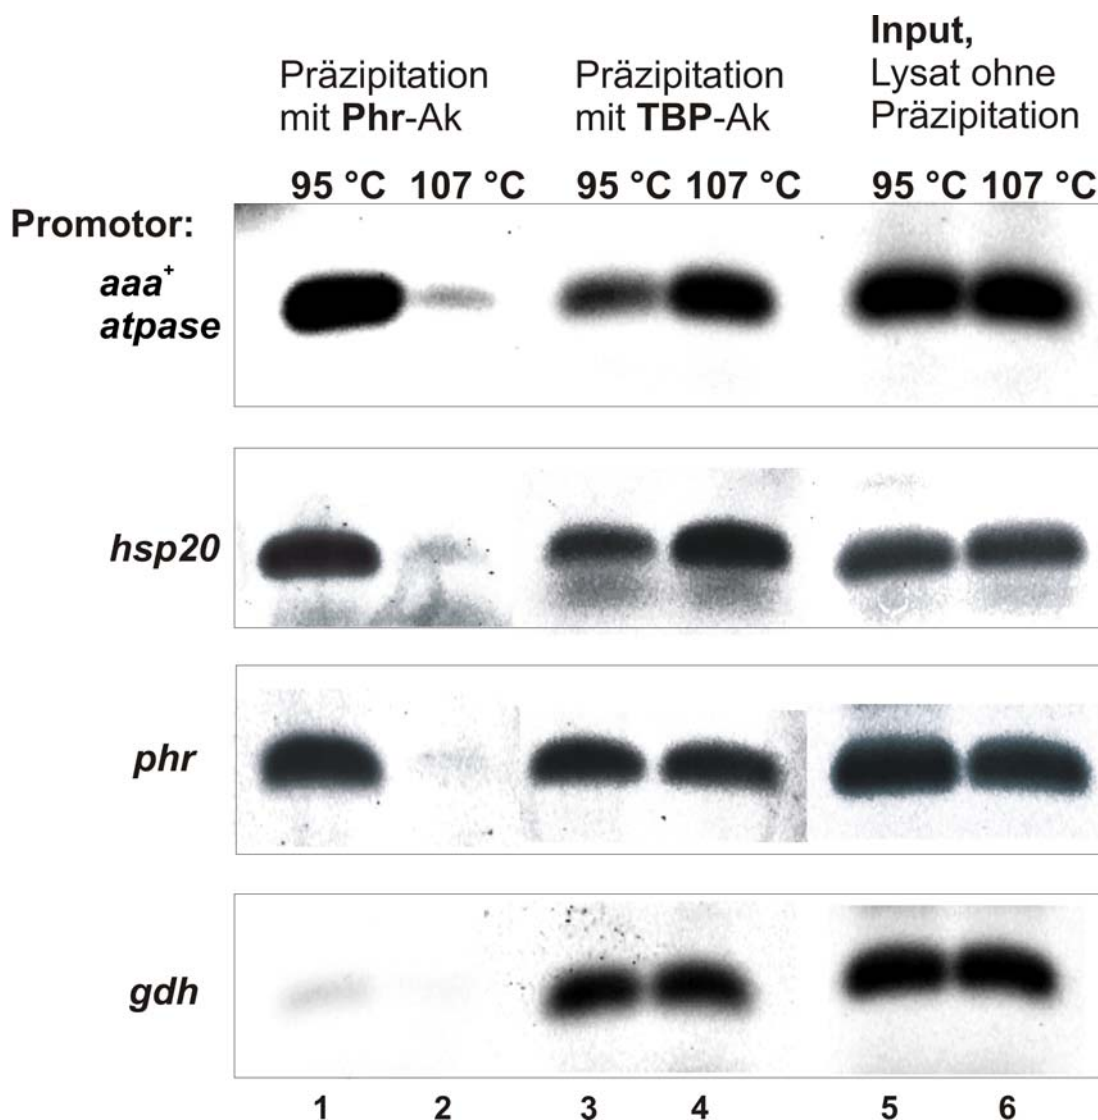 Präzipitation
mit Phr-Ak
Präzipitation
mit TBP-Ak
Input,
Lysat ohne
Präzipitation
95 °C 107 °C 95 °C 107 °C 95 °C 107 °C
Promotor:
aaa⁺
atpase
hsp20
phr
gdh
1 2 3 4 5 6